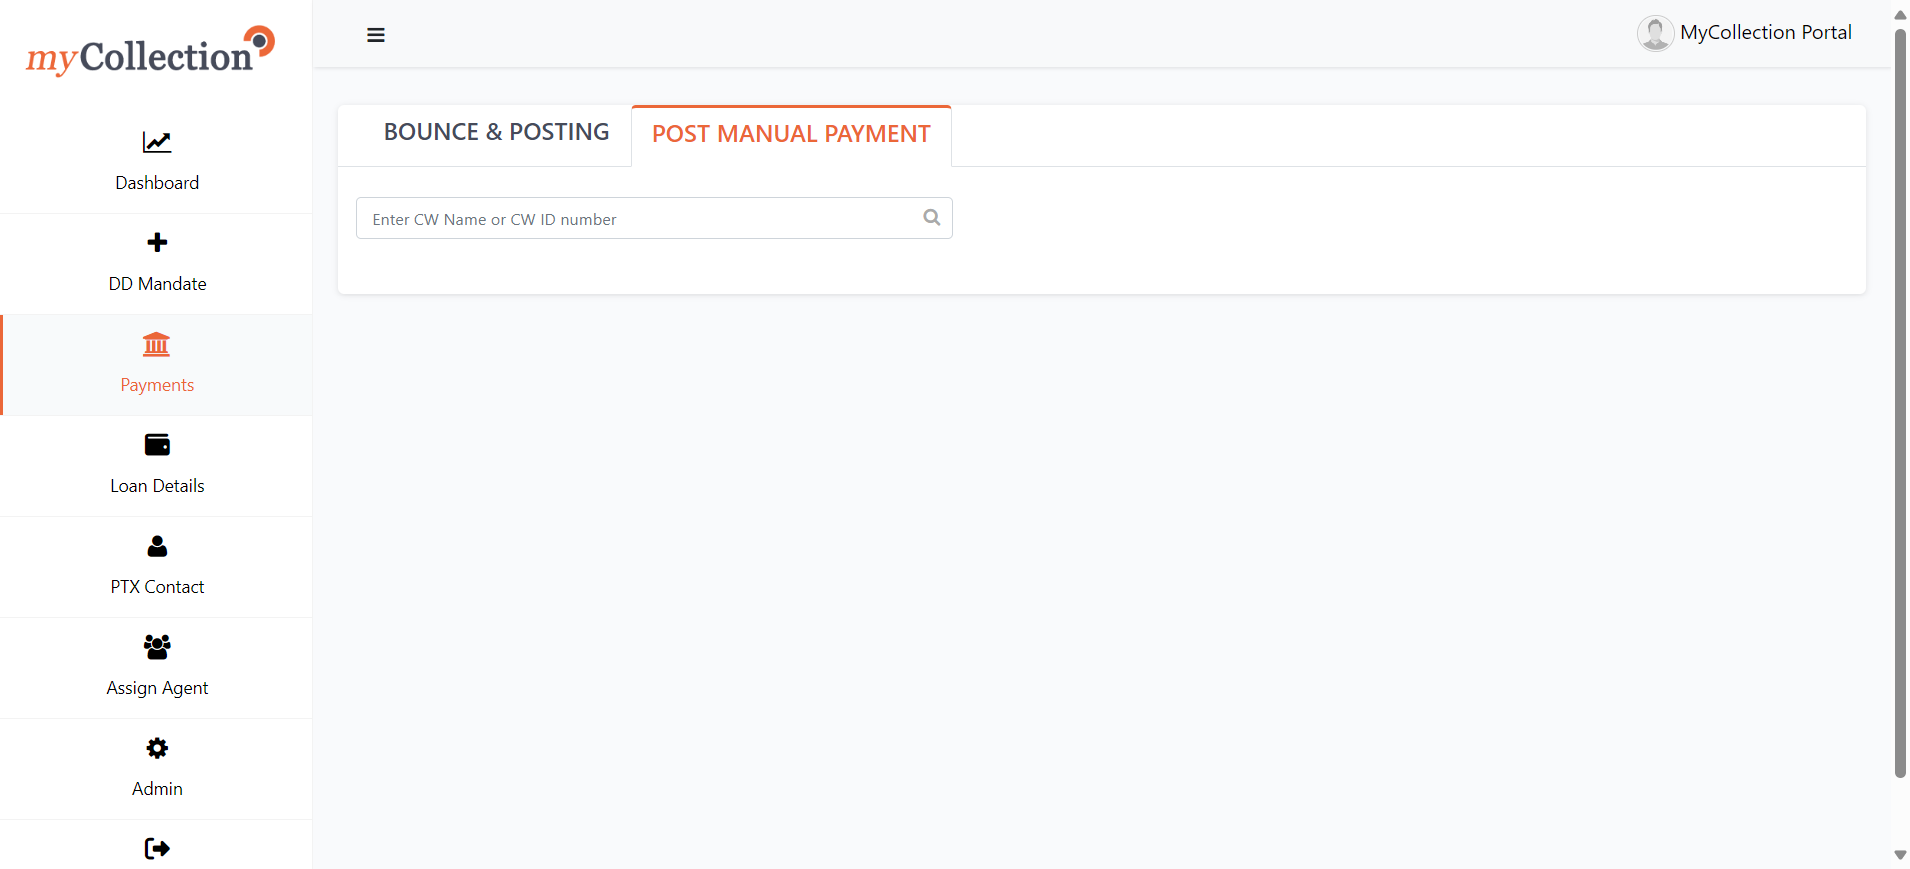 myCollection
MyCollection Portal
Dashboard
DD Mandate
Payments
Loan Details
PTX Contact
Assign Agent
Admin
BOUNCE & POSTING
POST MANUAL PAYMENT
Enter CW Name or CW ID number